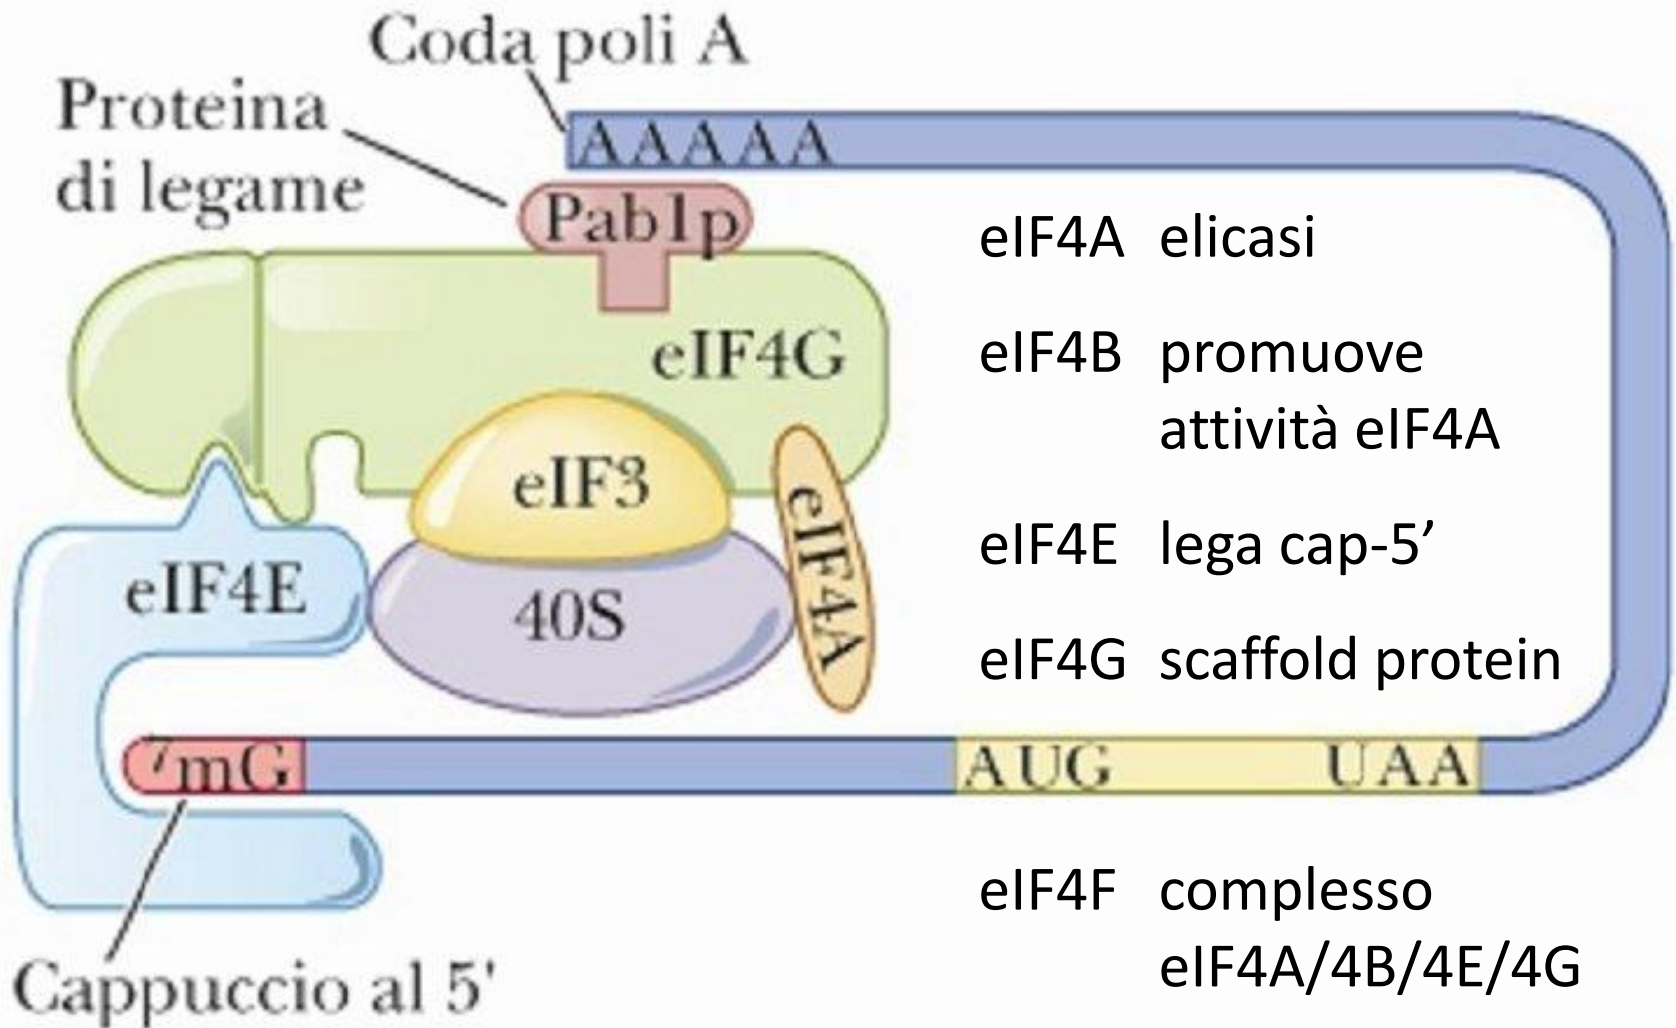 Coda poli A
Proteina
di legame
AAAAA
Pab1p
eIF4G
eIF3
eIF4A
eIF4E
40S
⁷mG
AUG UAA
Cappuccio al 5'
eIF4A elicasi
eIF4B promuove
attività eIF4A
eIF4E lega cap-5’
eIF4G scaffold protein
eIF4F complesso
eIF4A/4B/4E/4G